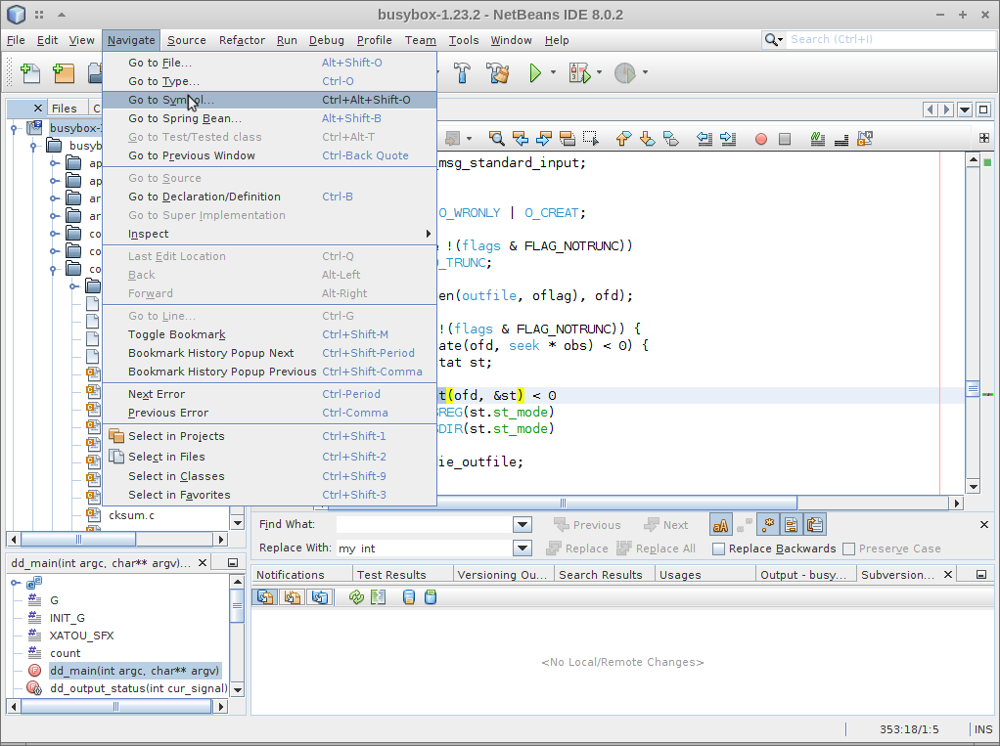 busybox-1.23.2 - NetBeans IDE 8.0.2
File Edit View Navigate Source Refactor Run Debug Profile Team Tools Window Help
Search (Ctrl+I)
Go to File... Alt+Shift-O
Go to Type... Ctrl-O
Go to Symbol... Ctrl+Alt+Shift-O
Go to Spring Bean... Alt+Shift-B
Go to Test/Tested class Ctrl+Alt-T
Go to Previous Window Ctrl-Back Quote
Go to Source
Go to Declaration/Definition Ctrl-B
Go to Super Implementation
Inspect
Last Edit Location Ctrl-Q
Back Alt-Left
Forward Alt-Right
Go to Line... Ctrl-G
Toggle Bookmark Ctrl+Shift-M
Bookmark History Popup Next Ctrl+Shift-Period
Bookmark History Popup Previous Ctrl+Shift-Comma
Next Error Ctrl-Period
Previous Error Ctrl-Comma
Select in Projects Ctrl+Shift-1
Select in Files Ctrl+Shift-2
Select in Classes Ctrl+Shift-9
Select in Favorites Ctrl+Shift-3
Files C
busybox-1
busyb
ap
ap
ar
ar
co
co
co
cksum.c
msg_standard_input;
O_WRONLY | O_CREAT;
!(flags & FLAG_NOTRUNC))
_TRUNC;
en(outfile, oflag), ofd);
!(flags & FLAG_NOTRUNC)) {
ate(ofd, seek * obs) < 0) {
tat st;
t(ofd, &st) < 0
REG(st.st_mode)
DIR(st.st_mode)
ie_outfile;
Find What: Previous Next
Replace With: my int Replace Replace All Replace Backwards Preserve Case
dd_main(int argc, char** argv)...
G
INIT_G
XATOU_SFX
count
dd_main(int argc, char** argv)
dd_output_status(int cur_signal)
Notifications Test Results Versioning Ou... Search Results Usages Output - busy... Subversion...
<No Local/Remote Changes>
353:18/1:5 INS